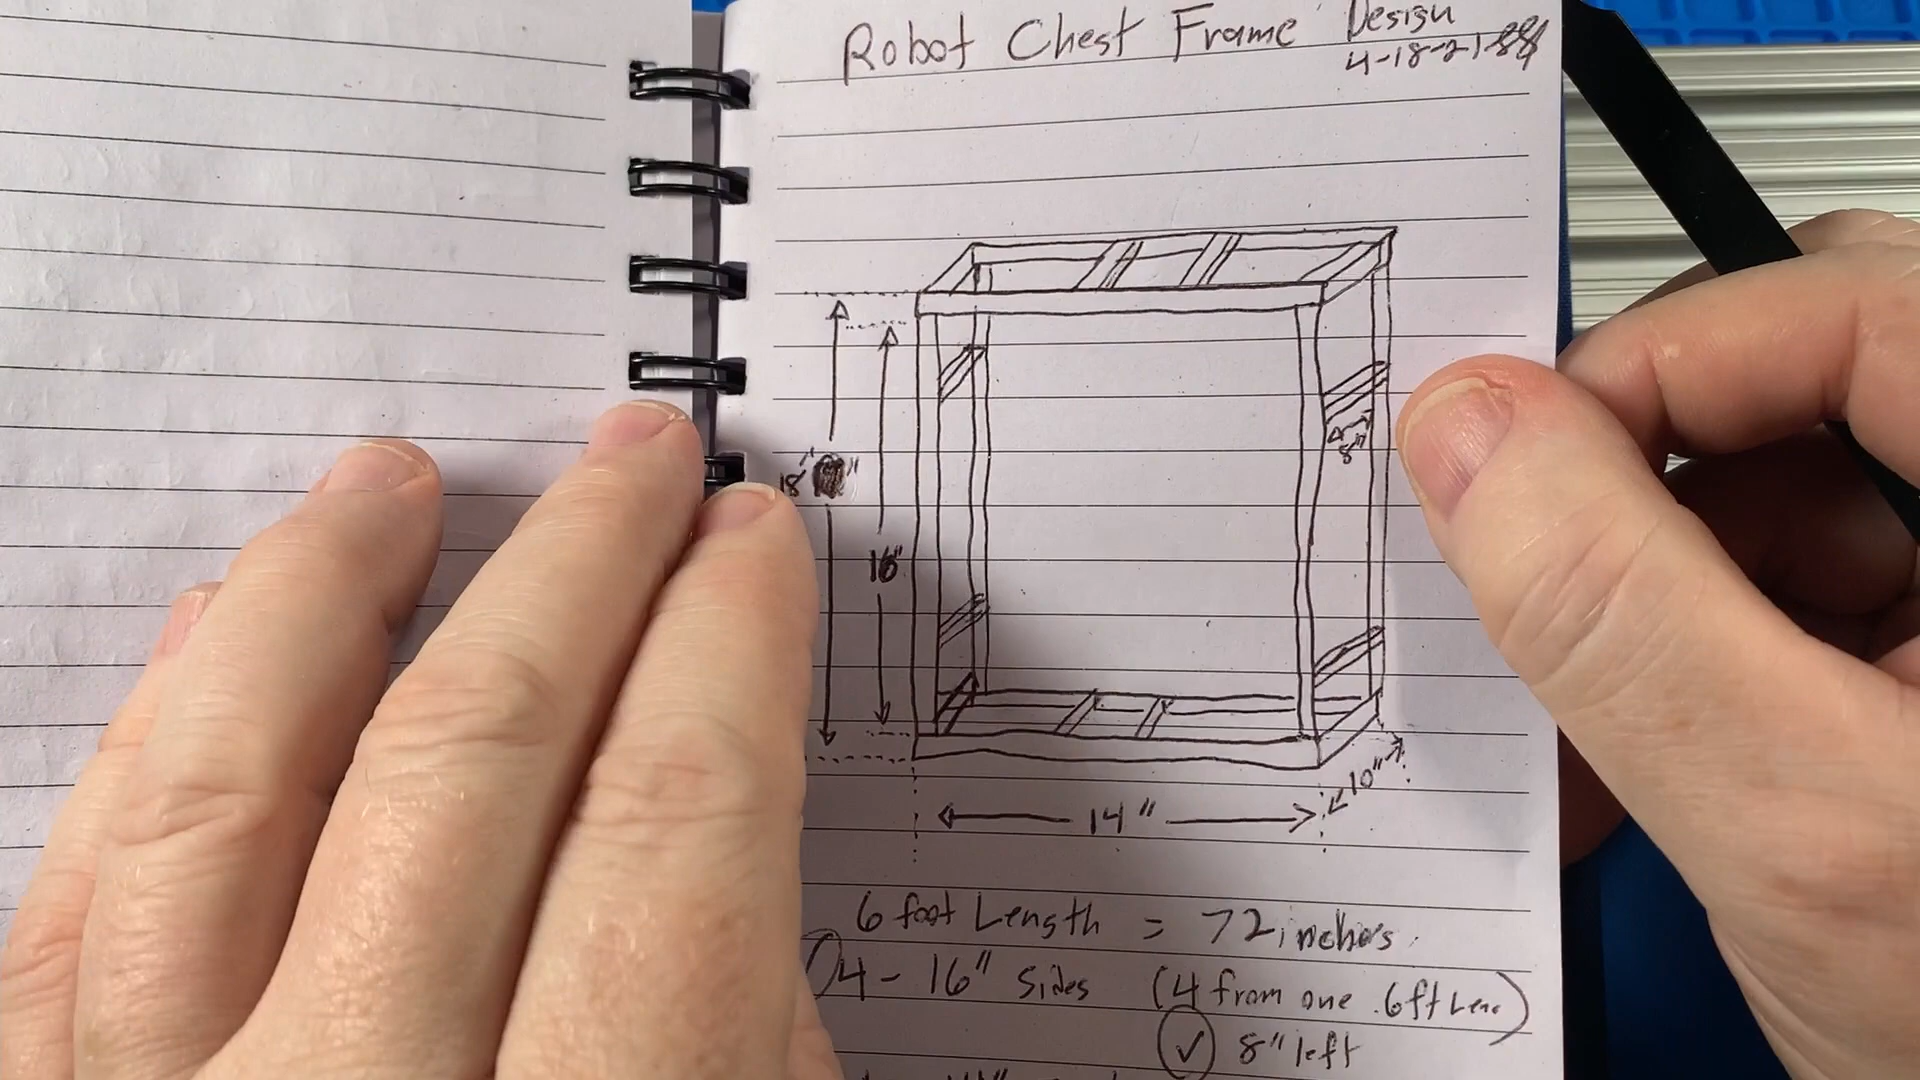 Robot Chest Frame Design
4-18-21
8"
18"
16"
10"
14"
6 foot Length = 72 inches
4 - 16" sides (4 from one 6ft Len)
8" left